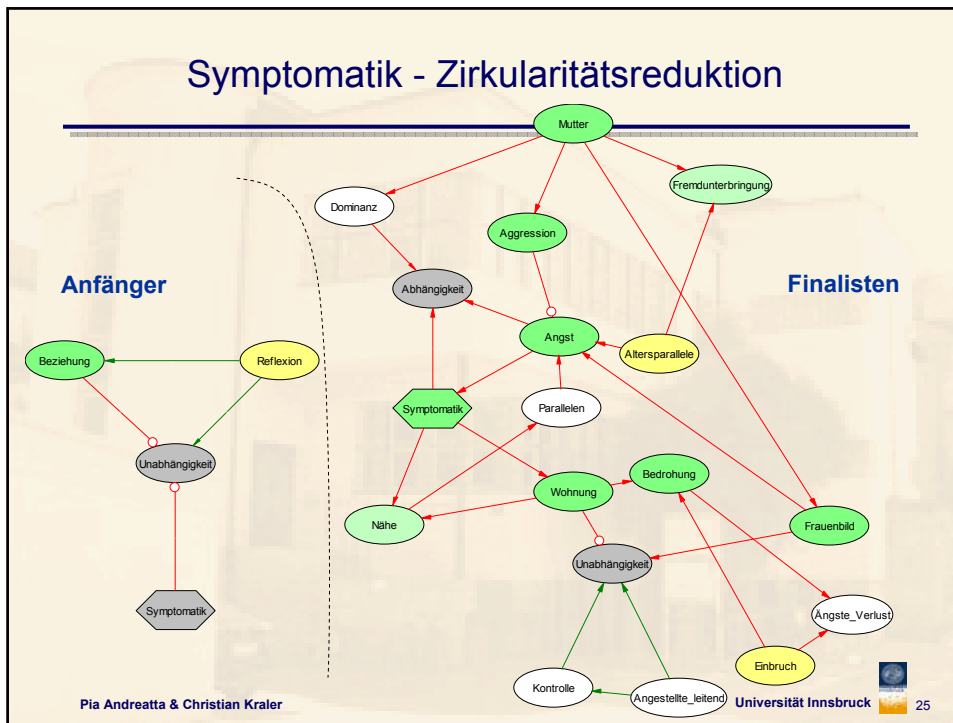 Symptomatik - Zirkularitätsreduktion
Mutter
Fremdunterbringung
Dominanz
Aggression
Anfänger
Abhängigkeit
Finalisten
Angst
Altersparallele
Beziehung
Reflexion
Symptomatik
Parallelen
Unabhängigkeit
Bedrohung
Wohnung
Nähe
Frauenbild
Unabhängigkeit
Symptomatik
Ängste_Verlust
Einbruch
Kontrolle
Angestellte_leitend
Pia Andreatta & Christian Kraler
Universität Innsbruck
25